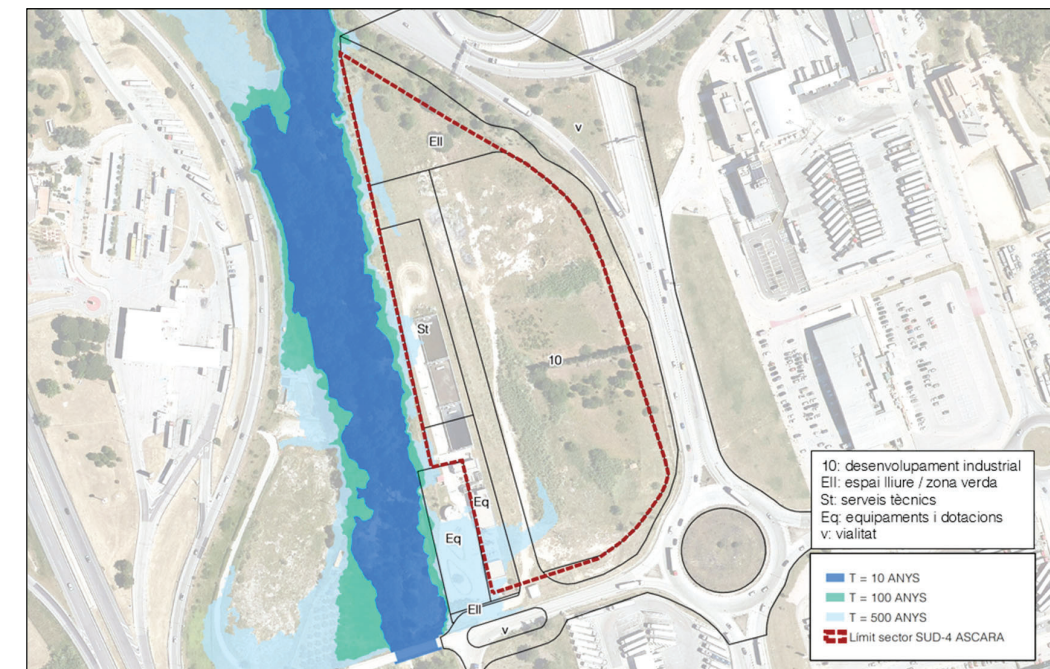 v
Ell
St
10
Eq
Eq
Ell
v
10: desenvolupament industrial
Ell: espai lliure / zona verda
St: serveis tècnics
Eq: equipaments i dotacions
v: vialitat
T = 10 ANYS
T = 100 ANYS
T = 500 ANYS
Límit sector SUD-4 ASCARA